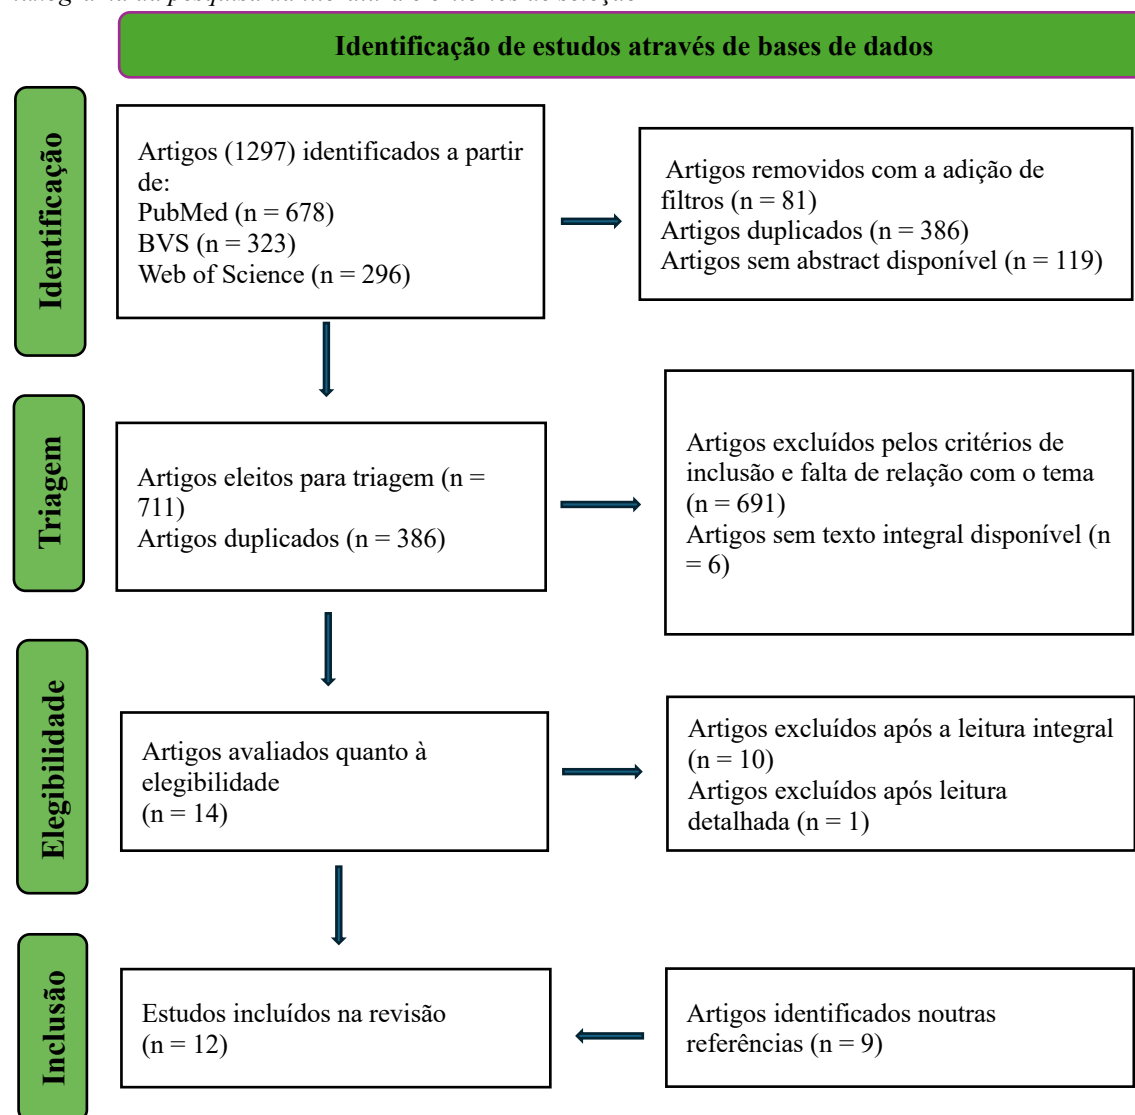 Identificação de estudos através de bases de dados
Identificação
Artigos (1297) identificados a partir
de:
PubMed (n = 678)
BVS (n = 323)
Web of Science (n = 296)
Artigos removidos com a adição de
filtros (n = 81)
Artigos duplicados (n = 386)
Artigos sem abstract disponível (n = 119)
Triagem
Artigos eleitos para triagem (n =
711)
Artigos duplicados (n = 386)
Artigos excluídos pelos critérios de
inclusão e falta de relação com o tema
(n = 691)
Artigos sem texto integral disponível (n
= 6)
Elegibilidade
Artigos avaliados quanto à
elegibilidade
(n = 14)
Artigos excluídos após a leitura integral
(n = 10)
Artigos excluídos após leitura
detalhada (n = 1)
Inclusão
Estudos incluídos na revisão
(n = 12)
Artigos identificados noutras
referências (n = 9)